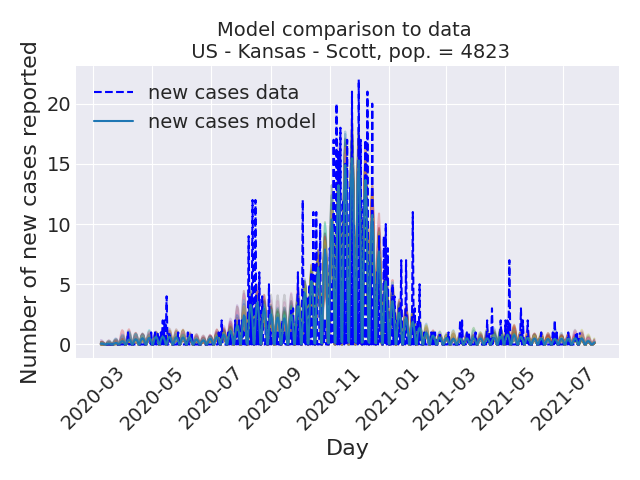 Model comparison to data
US - Kansas - Scott, pop. = 4823
Number of new cases reported
20
15
10
5
0
new cases data
new cases model
2020-03
2020-05
2020-07
2020-09
2020-11
2021-01
2021-03
2021-05
2021-07
Day